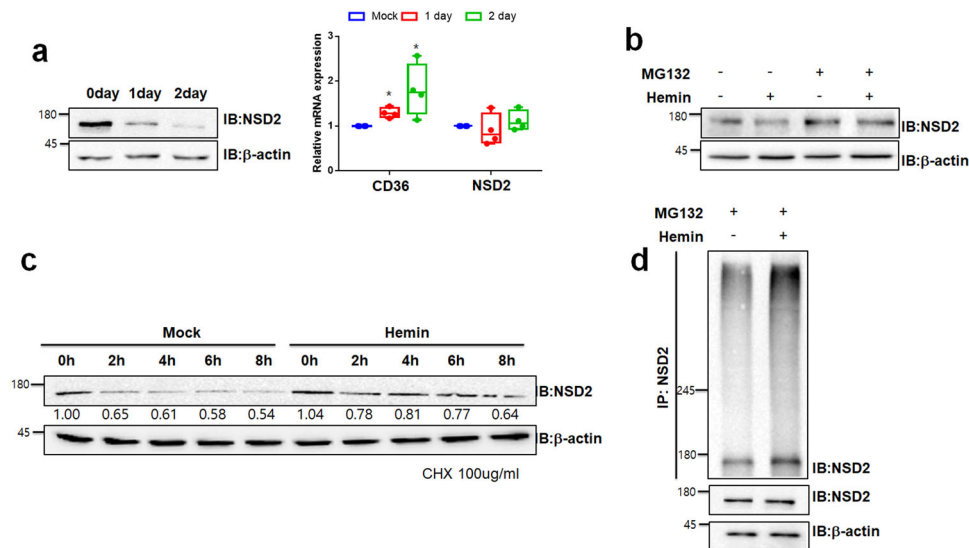 a
0day 1day 2day
180
IB:NSD2
45
IB:β-actin
Mock 1 day 2 day
Relative mRNA expression
3
2
1
0
*
*
CD36 NSD2
b
MG132 - - + +
Hemin - + - +
180
IB:NSD2
45
IB:β-actin
c
Mock Hemin
0h 2h 4h 6h 8h 0h 2h 4h 6h 8h
180
IB:NSD2
1.00 0.65 0.61 0.58 0.54 1.04 0.78 0.81 0.77 0.64
45
IB:β-actin
CHX 100ug/ml
d
MG132 + +
Hemin - +
IP: NSD2
245
180
IB:NSD2
180
IB:NSD2
45
IB:β-actin